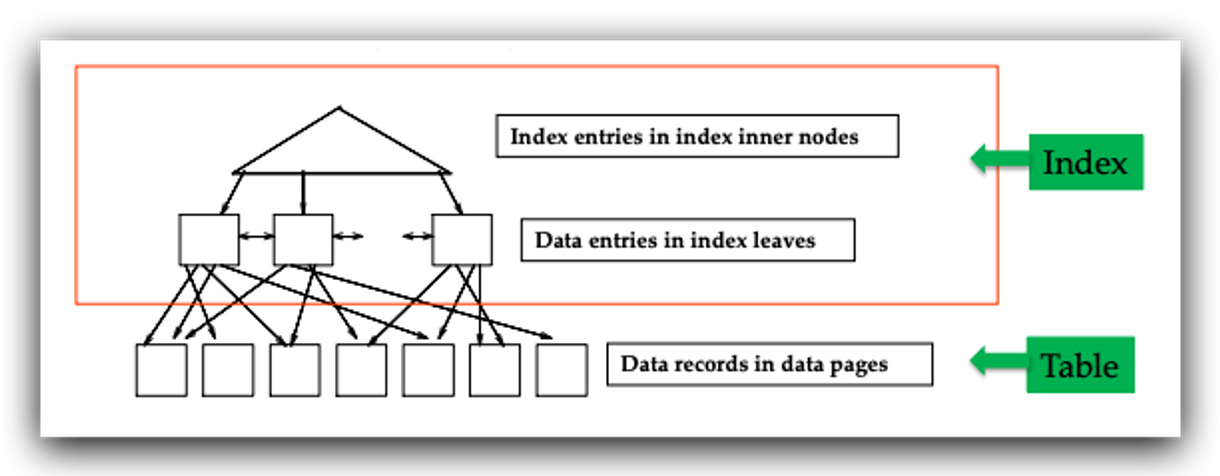 Index entries in index inner nodes
Index
Data entries in index leaves
Data records in data pages
Table